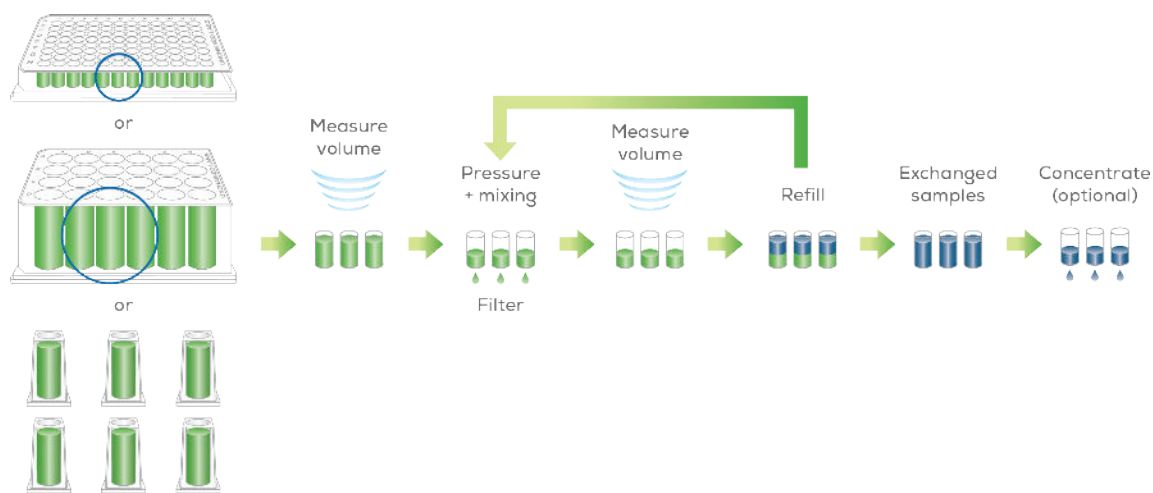 or
or
Measure
volume
Pressure
+ mixing
Filter
Measure
volume
Refill
Exchanged
samples
Concentrate
(optional)